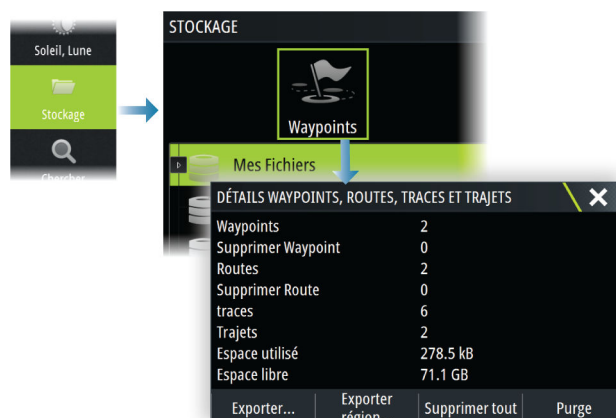 Soleil, Lune
Stockage
Chercher
STOCKAGE
Waypoints
Mes Fichiers
DÉTAILS WAYPOINTS, ROUTES, TRACES ET TRAJETS
Waypoints 2
Supprimer Waypoint 0
Routes 2
Supprimer Route 0
traces 6
Trajets 2
Espace utilisé 278.5 kB
Espace libre 71.1 GB
Exporter...
Exporter
région
Supprimer tout
Purge